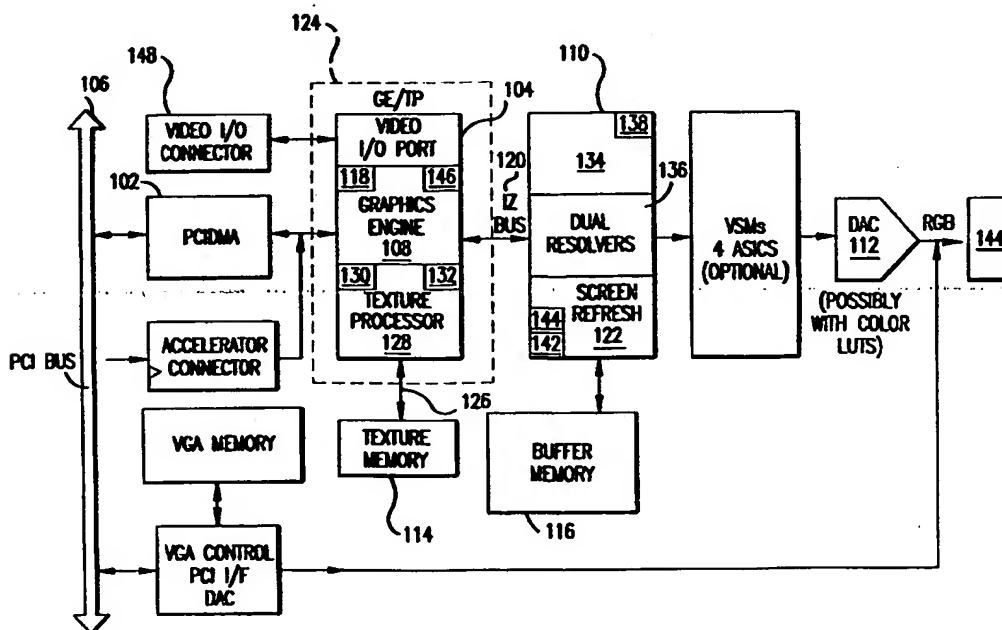 124
148
106
GE/TP
104
110
VIDEO I/O
CONNECTOR
VIDEO
I/O PORT
138
134
118
146
120
IZ
BUS
136
102
PCIDMA
GRAPHICS
ENGINE
108
DUAL
RESOLVERS
VSMs
4 ASICS
(OPTIONAL)
DAC
112
RGB
144
130
132
TEXTURE
PROCESSOR
128
SCREEN
REFRESH
122
144
142
(POSSIBLY
WITH COLOR
LUTS)
PCI BUS
ACCELERATOR
CONNECTOR
126
VGA MEMORY
TEXTURE
MEMORY
114
BUFFER
MEMORY
116
VGA CONTROL
PCI I/F
DAC